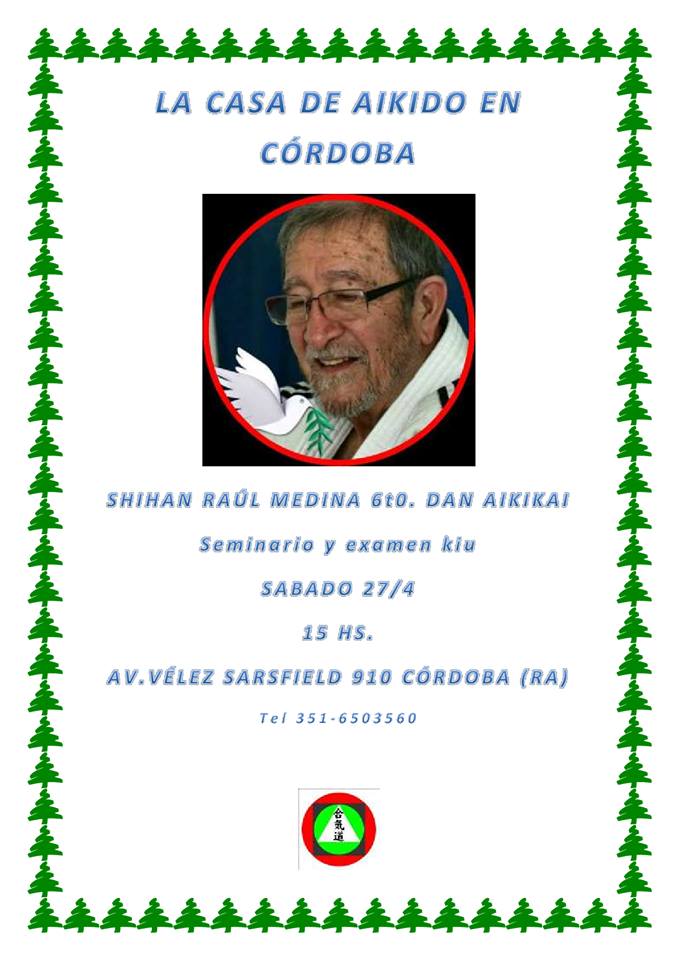 LA CASA DE AIKIDO EN
CÓRDOBA
SHIHAN RAÚL MEDINA 6t0. DAN AIKIKAI
Seminario y examen kiu
SABADO 27/4
15 HS.
AV.VÉLEZ SARSFIELD 910 CÓRDOBA (RA)
Tel 351-6503560
合
氣
道